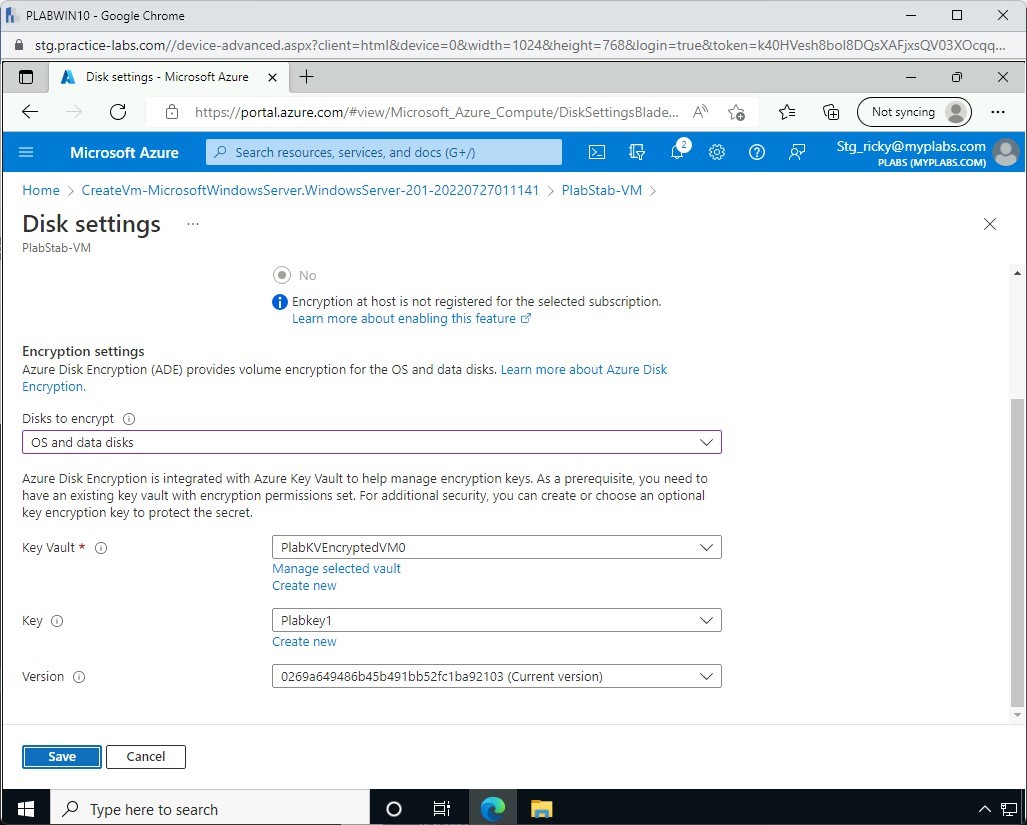 PLABWIN10 - Google Chrome
stg.practice-labs.com//device-advanced.aspx?client=html&device=0&width=1024&height=768&login=true&token=k40HVesh8bol8DQsXAFjxsQV03XOcqq...
Disk settings - Microsoft Azure
https://portal.azure.com/#view/Microsoft_Azure_Compute/DiskSettingsBlade...
Not syncing
Microsoft Azure
Search resources, services, and docs (G+/)
2
Stg_ricky@myplabs.com
PLABS (MYPLABS.COM)
Home > CreateVm-MicrosoftWindowsServer.WindowsServer-201-20220727011141 > PlabStab-VM >
Disk settings ...
PlabStab-VM
No
Encryption at host is not registered for the selected subscription.
Learn more about enabling this feature
Encryption settings
Azure Disk Encryption (ADE) provides volume encryption for the OS and data disks. Learn more about Azure Disk
Encryption.
Disks to encrypt
OS and data disks
Azure Disk Encryption is integrated with Azure Key Vault to help manage encryption keys. As a prerequisite, you need to
have an existing key vault with encryption permissions set. For additional security, you can create or choose an optional
key encryption key to protect the secret.
Key Vault * PlabKVEncryptedVM0
Manage selected vault
Create new
Key Plabkey1
Create new
Version 0269a649486b45b491bb52fc1ba92103 (Current version)
Save Cancel
Type here to search